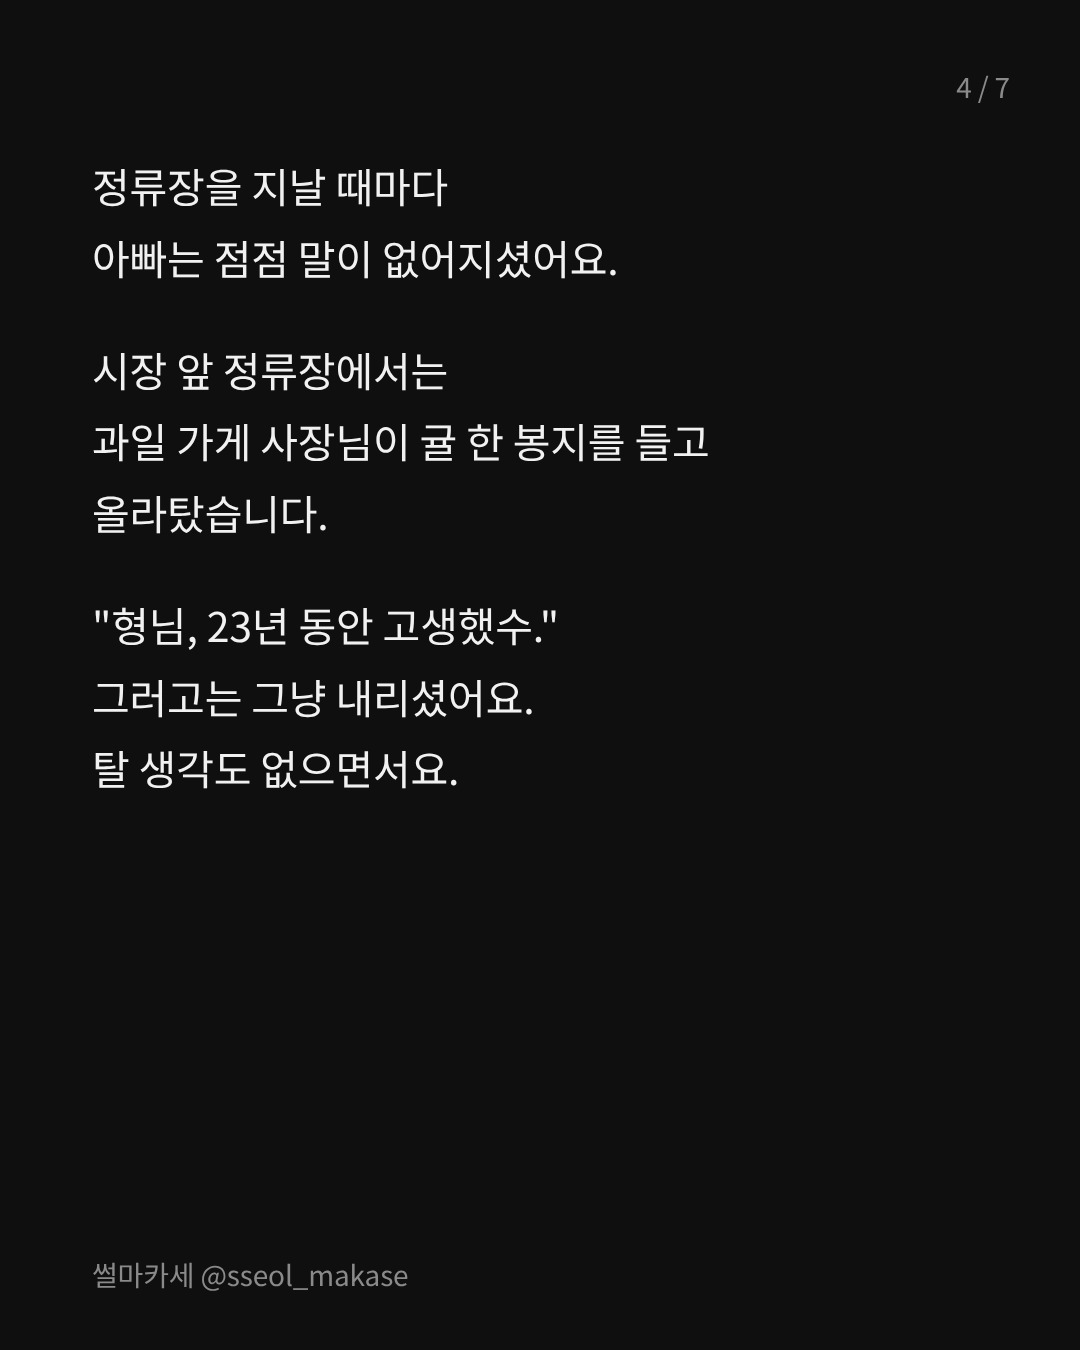 4 / 7
정류장을 지날 때마다
아빠는 점점 말이 없어지셨어요.
시장 앞 정류장에서는
과일 가게 사장님이 귤 한 봉지를 들고
올라탔습니다.
"형님, 23년 동안 고생했수."
그러고는 그냥 내리셨어요.
탈 생각도 없으면서요.
썰마카세 @sseol_makase